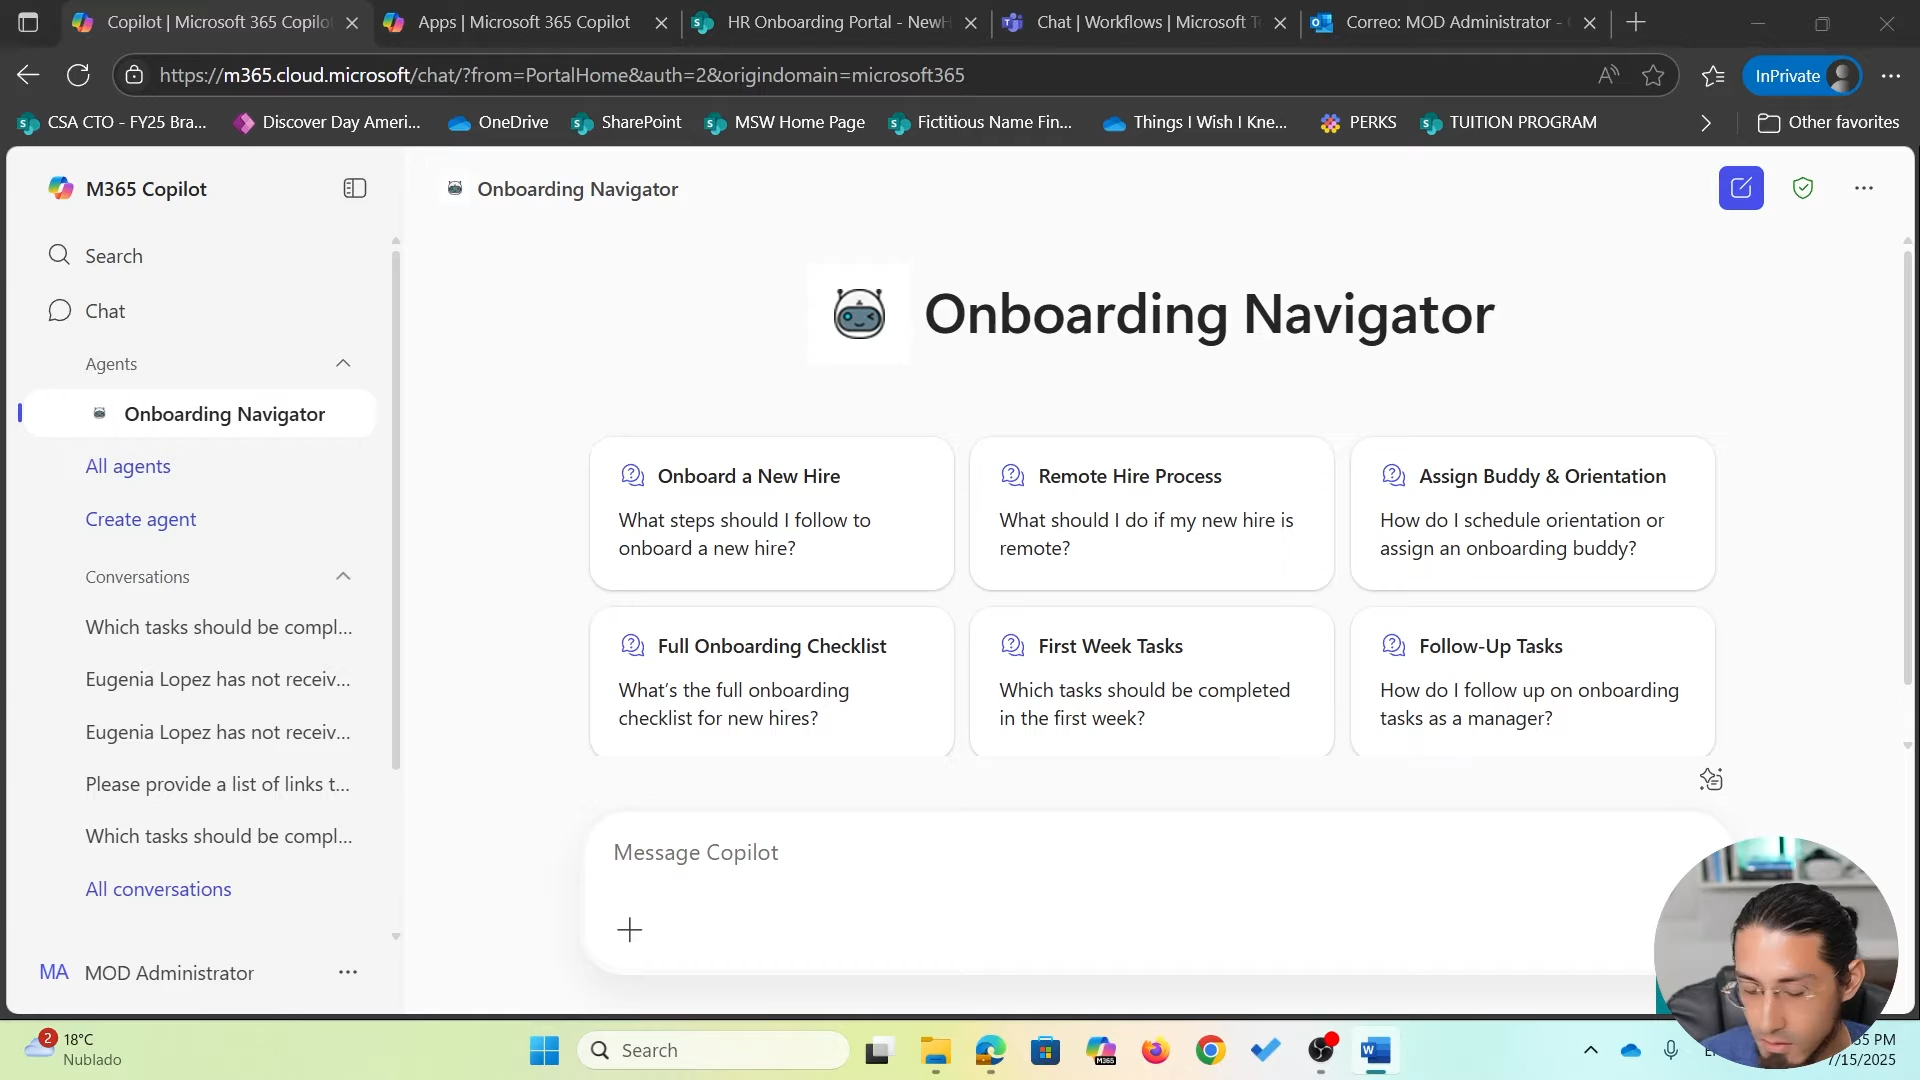 Copilot | Microsoft 365 Copilot
Apps | Microsoft 365 Copilot
HR Onboarding Portal - NewH
Chat | Workflows | Microsoft Te
Correo: MOD Administrator -
https://m365.cloud.microsoft/chat/?from=PortalHome&auth=2&origindomain=microsoft365
InPrivate
CSA CTO - FY25 Bra...
Discover Day Ameri...
OneDrive
SharePoint
MSW Home Page
Fictitious Name Fin...
Things I Wish I Kne...
PERKS
TUITION PROGRAM
Other favorites
M365 Copilot
Search
Chat
Agents
Onboarding Navigator
All agents
Create agent
Conversations
Which tasks should be compl...
Eugenia Lopez has not receiv...
Eugenia Lopez has not receiv...
Please provide a list of links t...
Which tasks should be compl...
All conversations
MA MOD Administrator
Onboarding Navigator
Onboarding Navigator
Onboard a New Hire
What steps should I follow to
onboard a new hire?
Remote Hire Process
What should I do if my new hire is
remote?
Assign Buddy & Orientation
How do I schedule orientation or
assign an onboarding buddy?
Full Onboarding Checklist
What's the full onboarding
checklist for new hires?
First Week Tasks
Which tasks should be completed
in the first week?
Follow-Up Tasks
How do I follow up on onboarding
tasks as a manager?
Message Copilot
2
18°C
Nublado
Search
M365
55 PM
7/15/2025